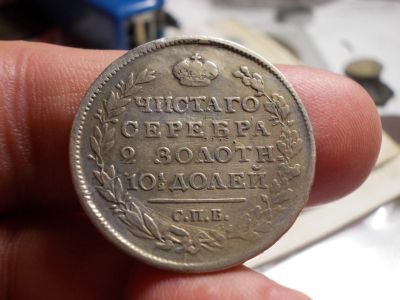 ЧИСТАГО
СЕРЕБРА
2 ЗОЛОТН
10½ ДОЛЕЙ
С.П.Б.